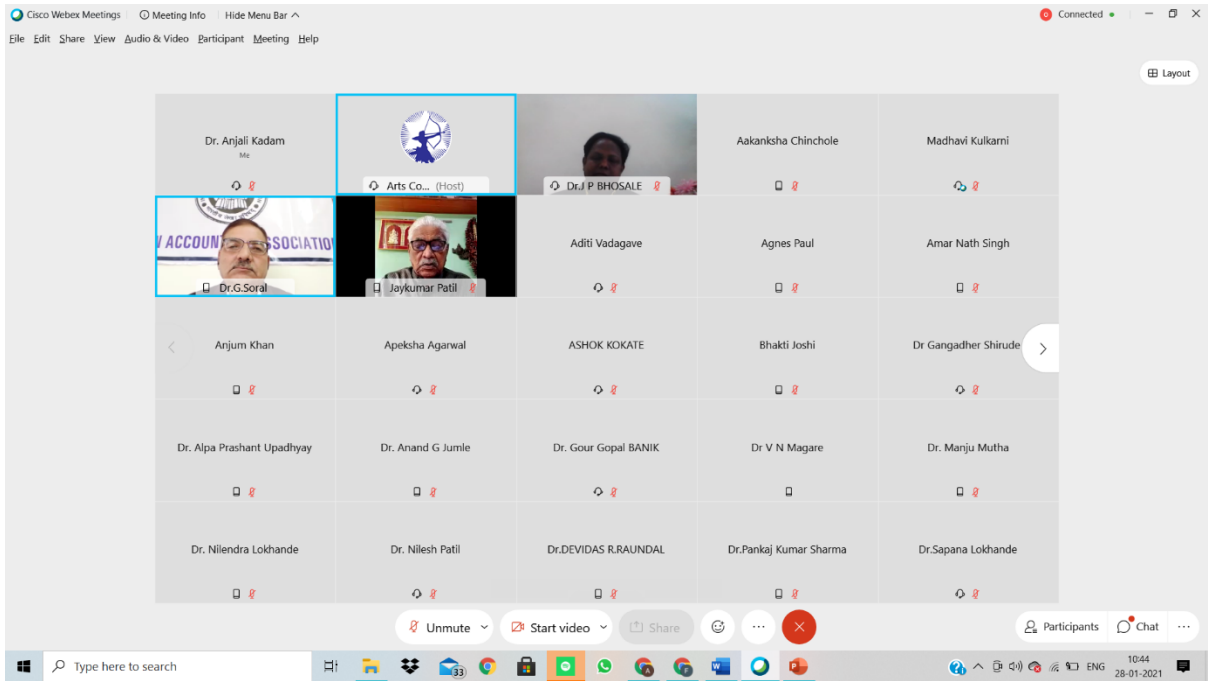 Cisco Webex Meetings Meeting Info Hide Menu Bar
Connected
File Edit Share View Audio & Video Participant Meeting Help
Layout
Dr. Anjali Kadam
Me
Arts Co... (Host)
Dr.J P BHOSALE
Aakanksha Chinchole
Madhavi Kulkarni
ACCOUN SSOCIATIO
Dr.G.Soral
Jaykumar Patil
Aditi Vadagave
Agnes Paul
Amar Nath Singh
Anjum Khan
Apeksha Agarwal
ASHOK KOKATE
Bhakti Joshi
Dr Gangadher Shirude
Dr. Alpa Prashant Upadhyay
Dr. Anand G Jumle
Dr. Gour Gopal BANIK
Dr V N Magare
Dr. Manju Mutha
Dr. Nilendra Lokhande
Dr. Nilesh Patil
Dr.DEVIDAS R.RAUNDAL
Dr.Pankaj Kumar Sharma
Dr.Sapana Lokhande
Unmute Start video Share
Participants Chat
Type here to search
33
ENG
10:44
28-01-2021